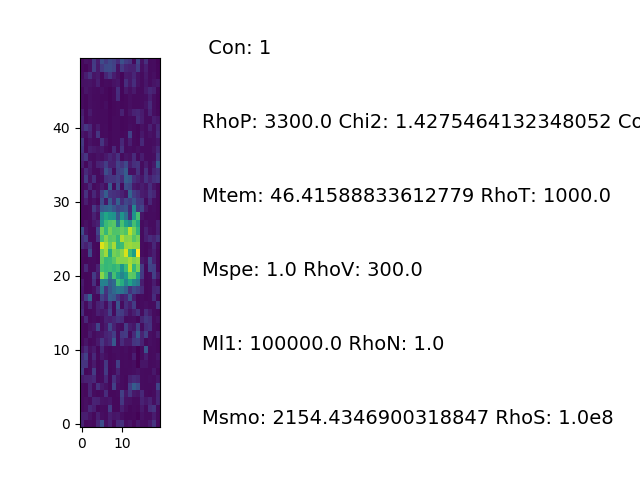 Con: 1
RhoP: 3300.0 Chi2: 1.4275464132348052 Co
40
Mtem: 46.41588833612779 RhoT: 1000.0
30
Mspe: 1.0 RhoV: 300.0
20
Ml1: 100000.0 RhoN: 1.0
10
Msmo: 2154.4346900318847 RhoS: 1.0e8
0
0 10